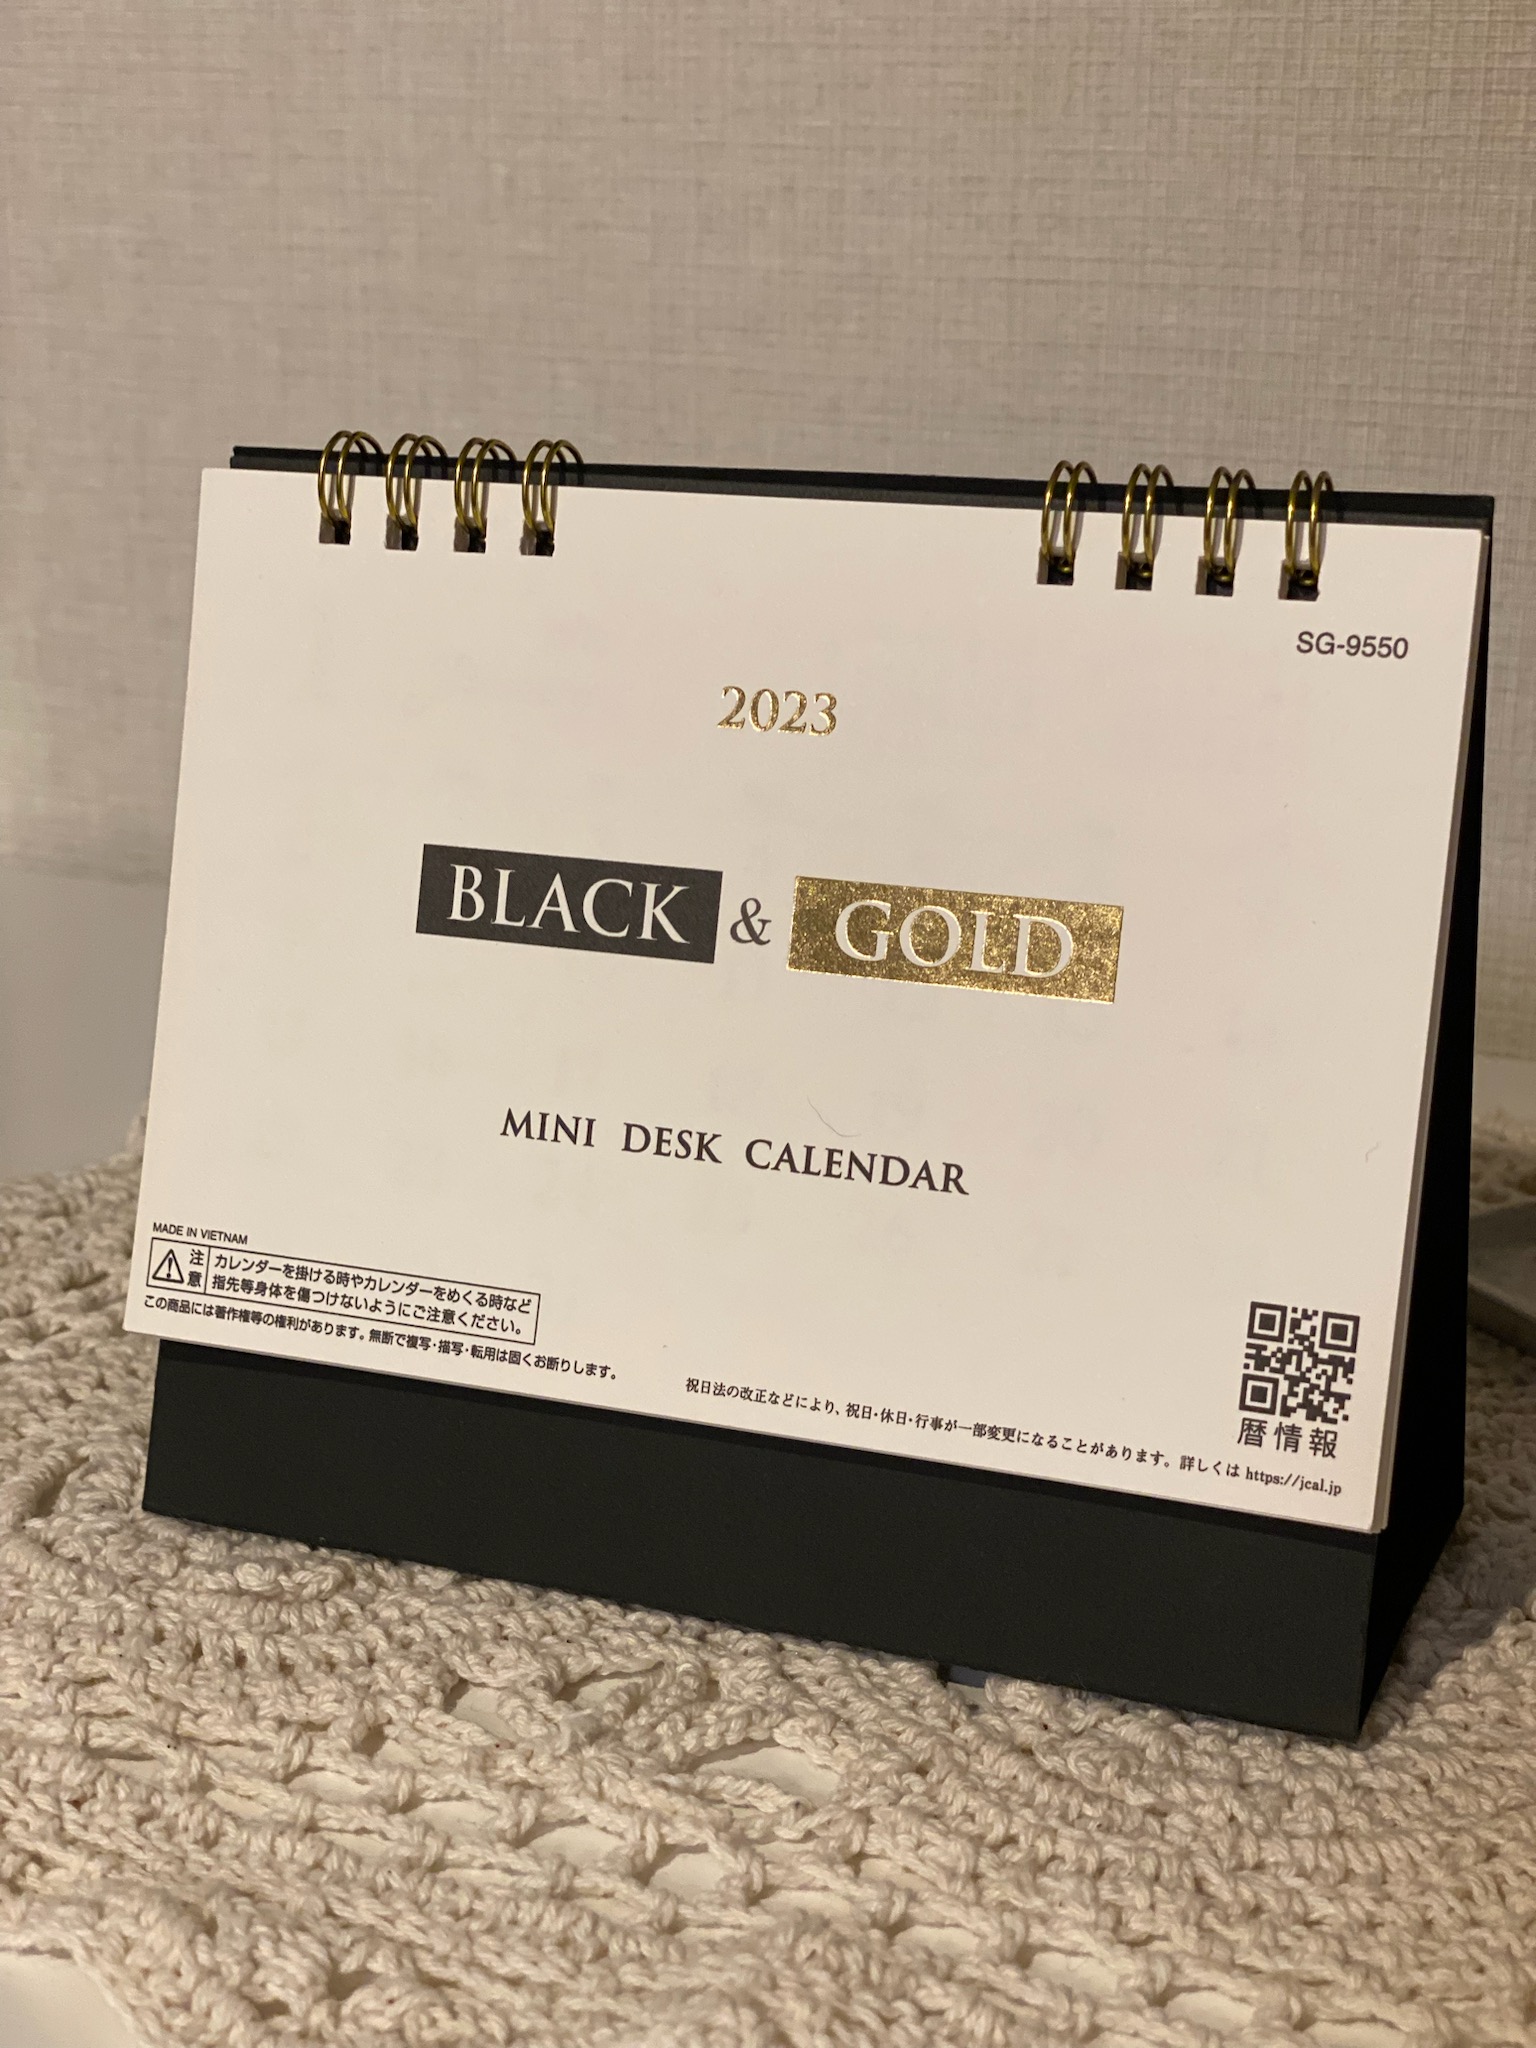 SG-9550
2023
BLACK & GOLD
MINI DESK CALENDAR
MADE IN VIETNAM
注意
カレンダーを掛ける時やカレンダーをめくる時など
指先等身体を傷つけないようにご注意ください。
この商品には著作権等の権利があります。無断で複写・描写・転用は固くお断りします。
暦情報
祝日法の改正などにより、祝日・休日・行事が一部変更になることがあります。詳しくは https://jcal.jp